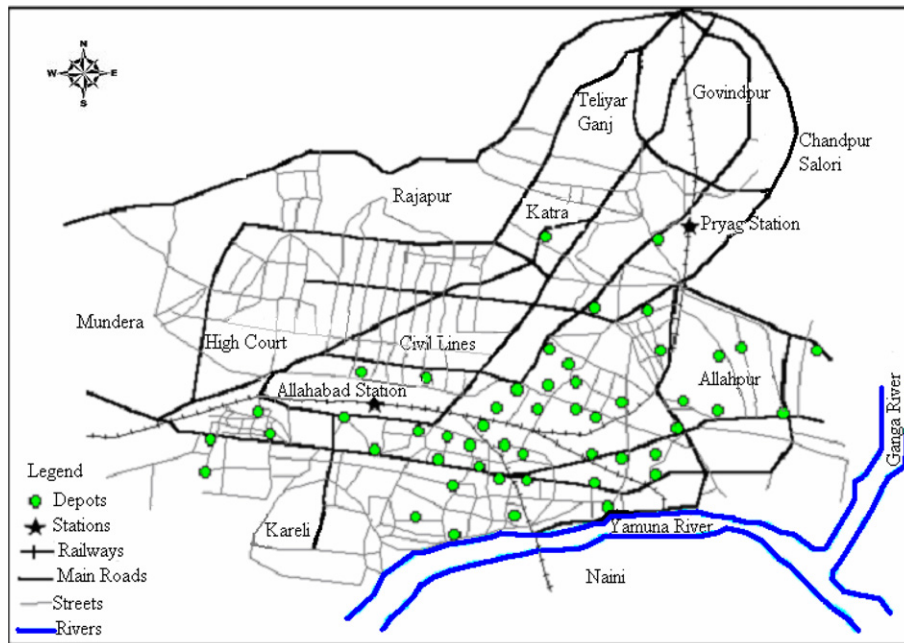 N
W E
S
Teliyar
Ganj
Govindpur
Chandpur
Salori
Rajapur
Katra
Pryag Station
Mundera
High Court
Civil Lines
Allahabad Station
Allahpur
Ganga River
Kareli
Yamuna River
Naini
Legend
Depots
Stations
Railways
Main Roads
Streets
Rivers